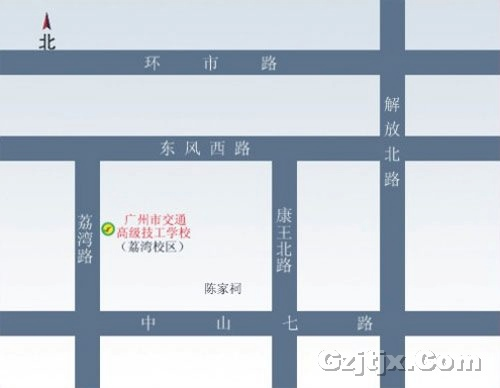 北
环市路
解放北路
东风西路
荔湾路
广州市交通
高级技工学校
（荔湾校区）
康王北路
陈家祠
中山七路
Gzjtjx.Com